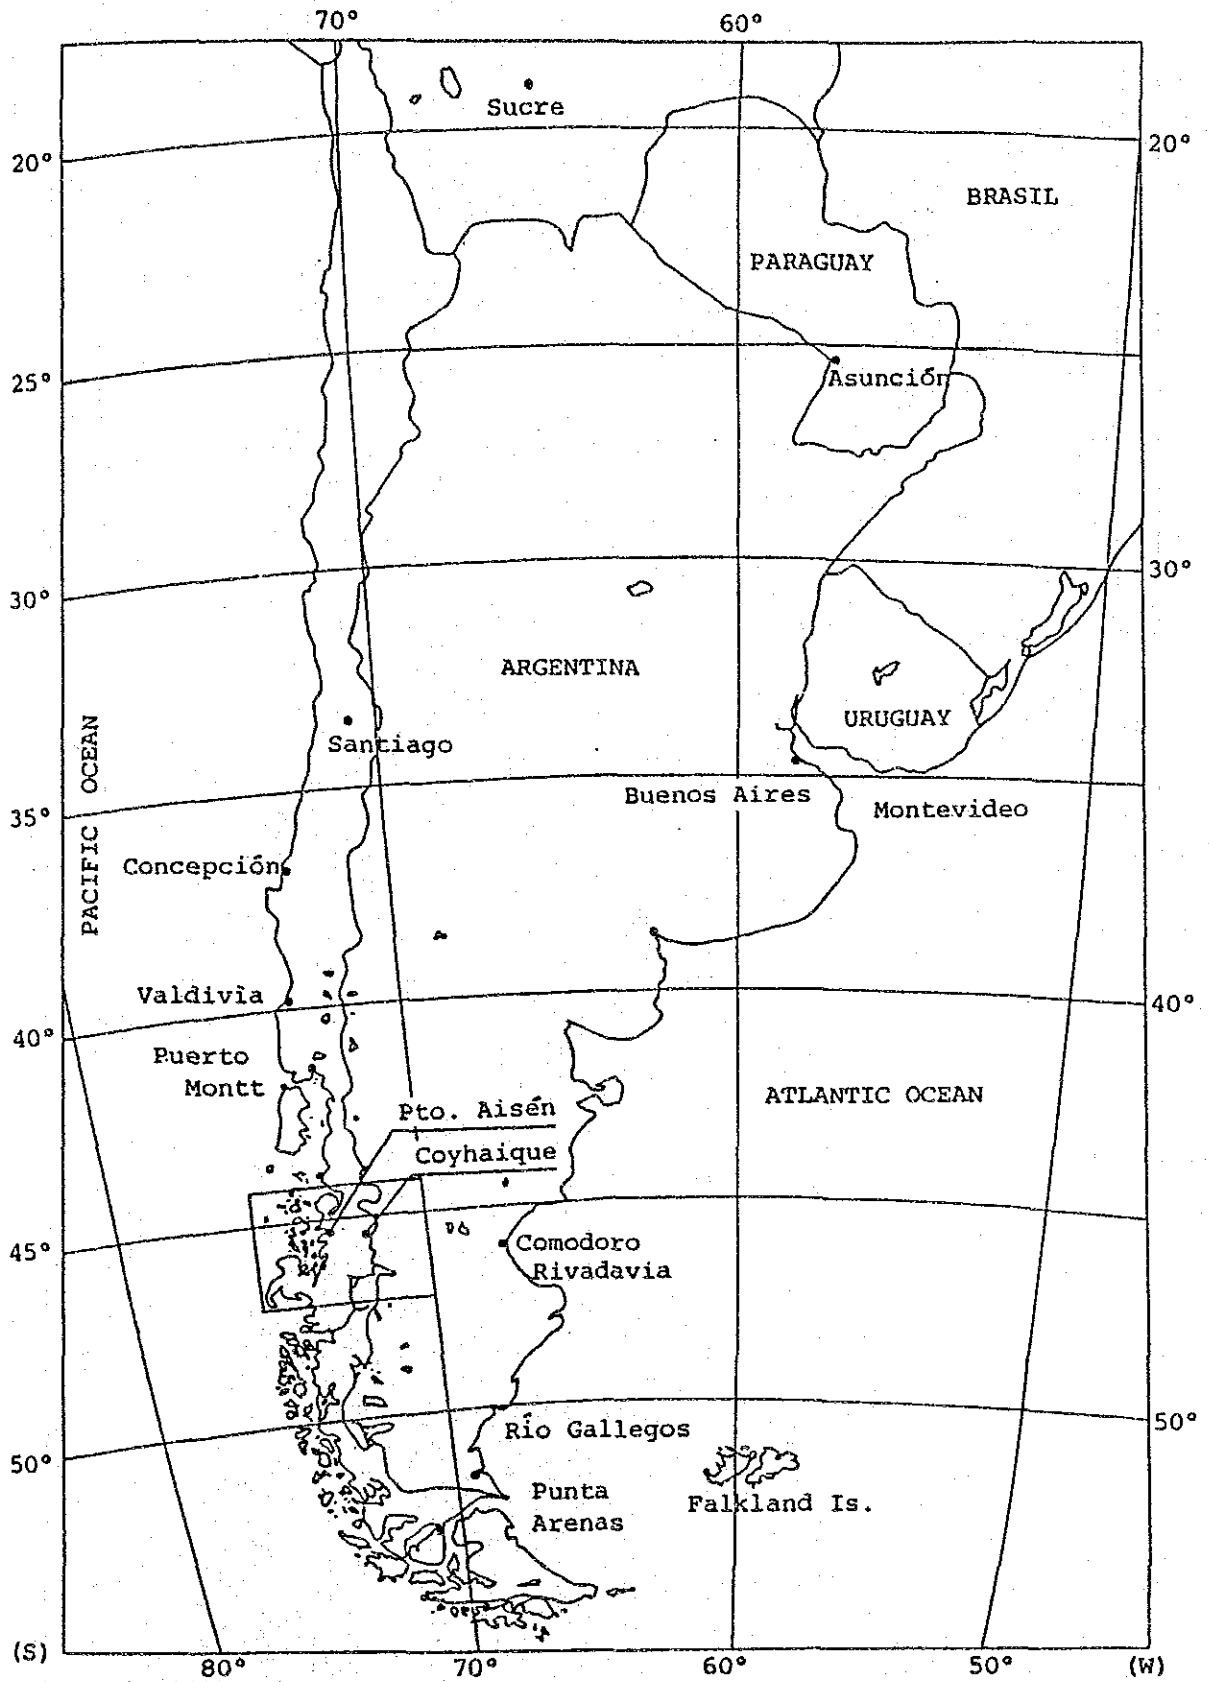 70°
60°
Sucre
20°
20°
BRASIL
PARAGUAY
Asunción
25°
30°
30°
ARGENTINA
URUGUAY
PACIFIC OCEAN
Santiago
Buenos Aires
Montevideo
35°
Concepción
Valdivia
40°
40°
Puerto
Montt
ATLANTIC OCEAN
Pto. Aisén
Coyhaique
45°
Comodoro
Rivadavia
Río Gallegos
50°
50°
Punta
Arenas
Falkland Is.
(S)
80°
70°
60°
50°
(W)